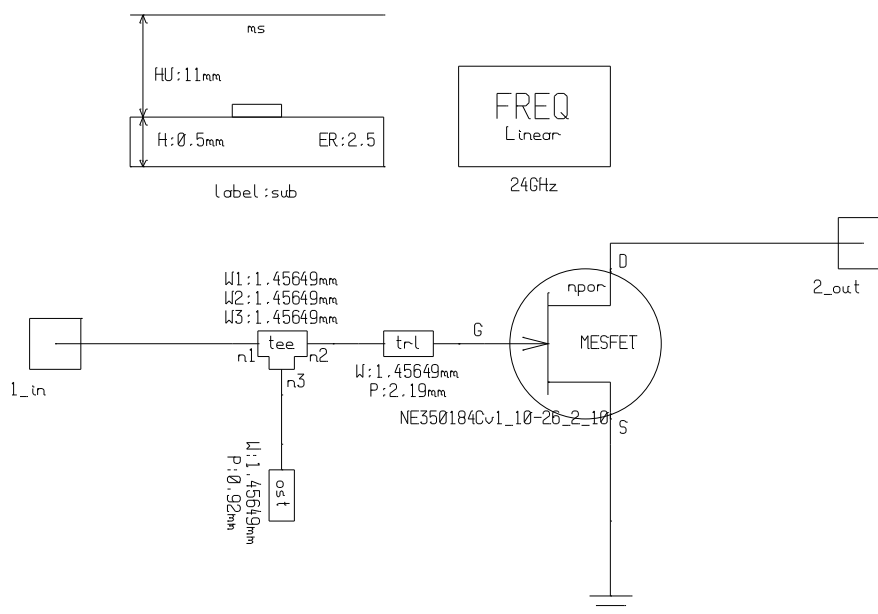 ms
HU:11mm
H:0.5mm
ER:2.5
label:sub
FREQ
Linear
24GHz
W1:1.45649mm
W2:1.45649mm
W3:1.45649mm
tee
n1
n2
n3
trl
W:1.45649mm
P:2.19mm
1_in
W:1.45649mm
P:0.92mm
ost
G
D
npor
MESFET
NE350184Cv1_10-26_2_10
S
2_out